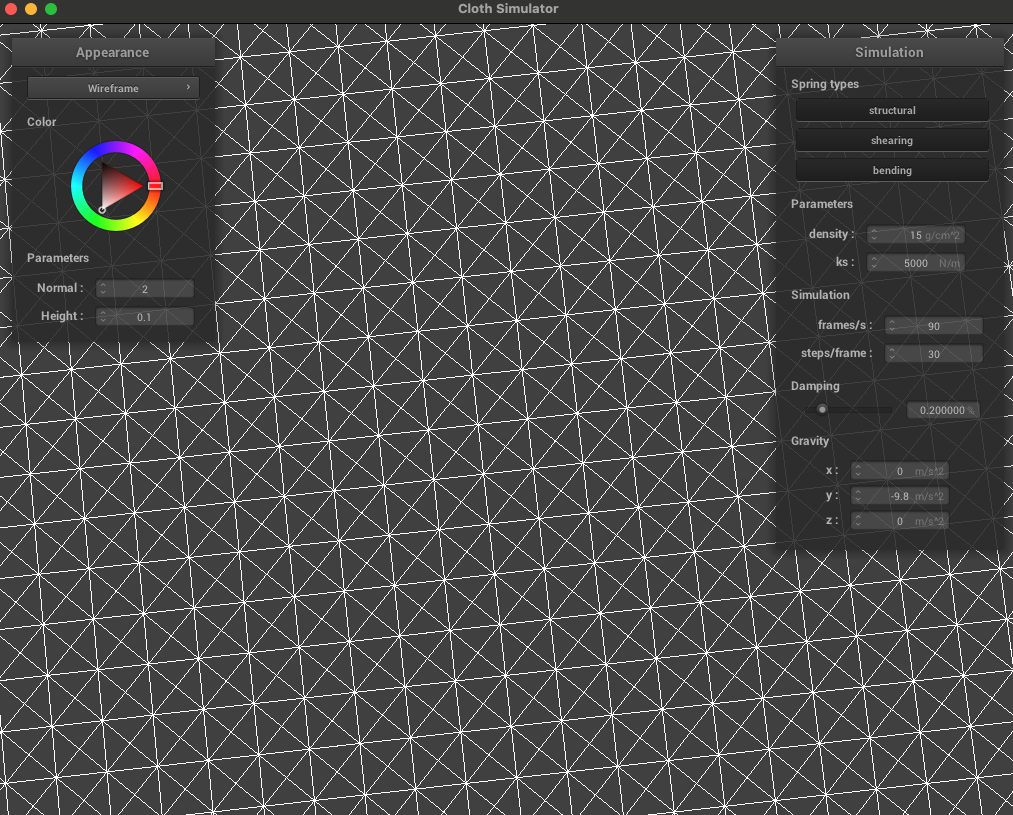 Cloth Simulator
Appearance
Wireframe ›
Color
Parameters
Normal : 2
Height : 0.1
Simulation
Spring types
structural
shearing
bending
Parameters
density : 15 g/cm^2
ks : 5000 N/m
Simulation
frames/s : 90
steps/frame : 30
Damping
0.200000 %
Gravity
x : 0 m/s^2
y : -9.8 m/s^2
z : 0 m/s^2